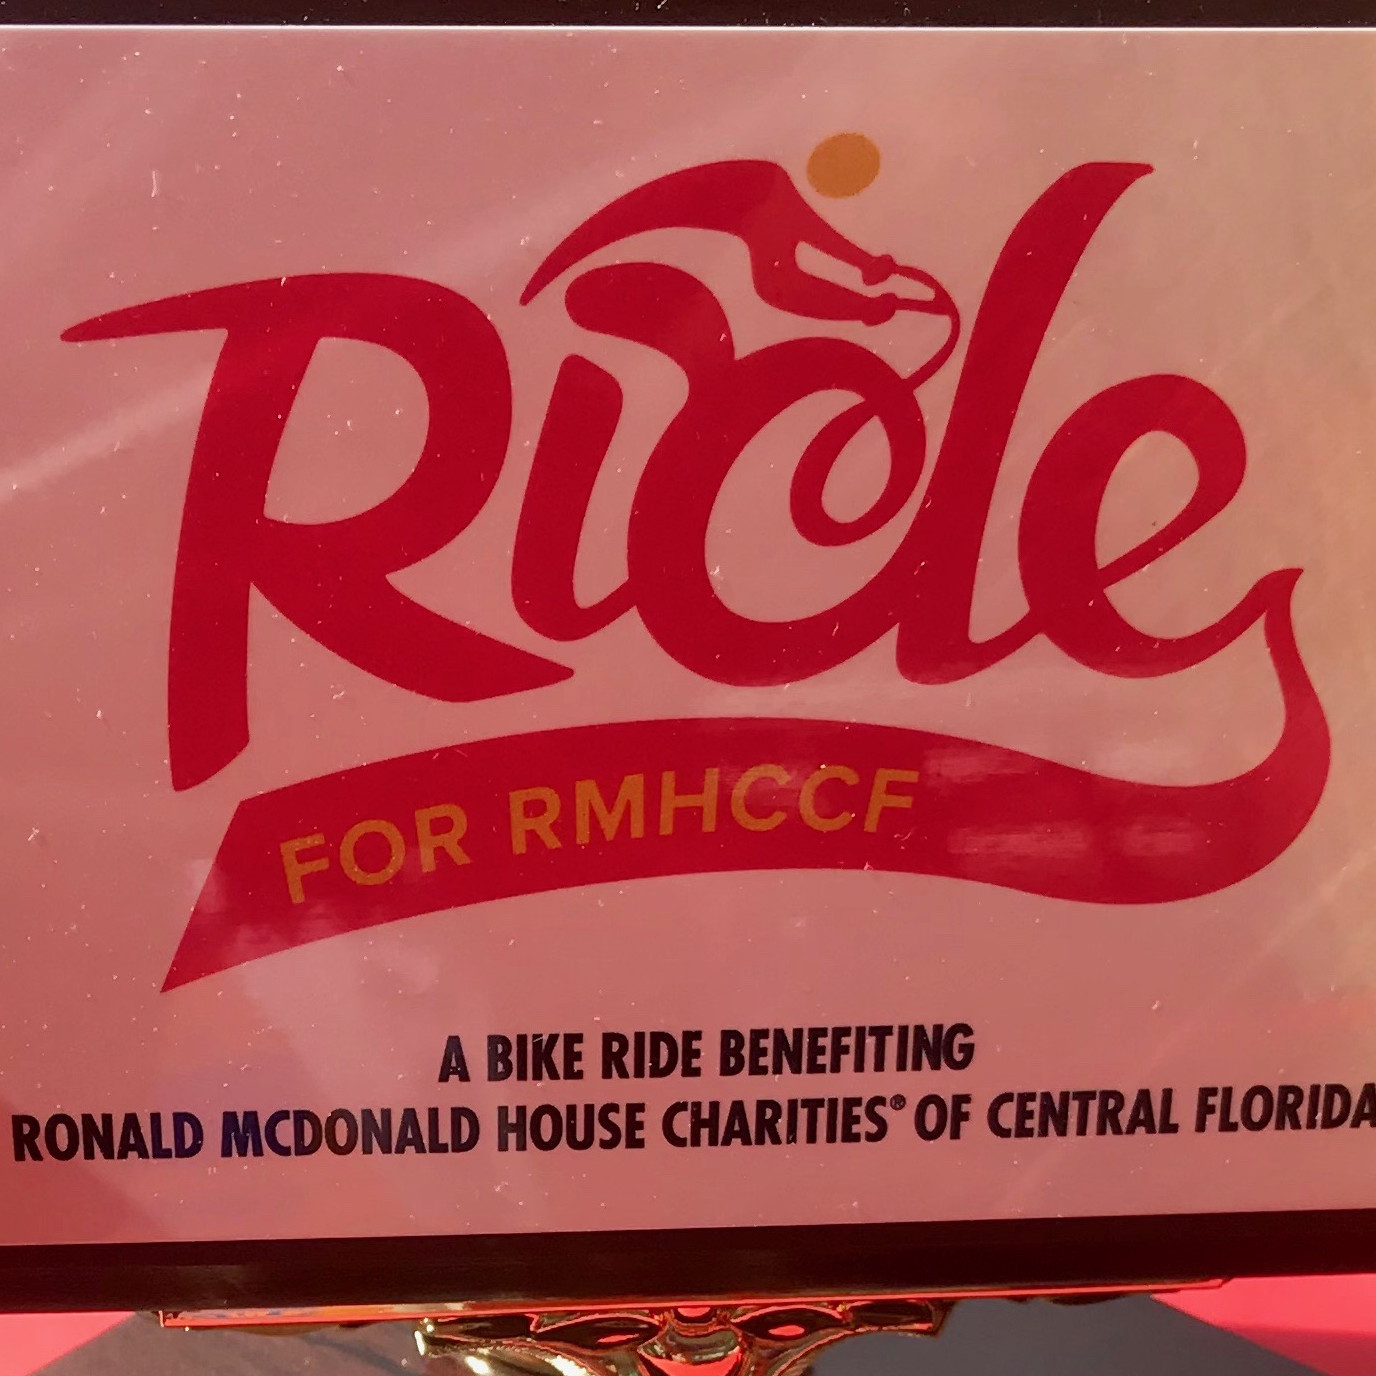 Ride
FOR RMHCCF
A BIKE RIDE BENEFITING
RONALD MCDONALD HOUSE CHARITIES® OF CENTRAL FLORIDA